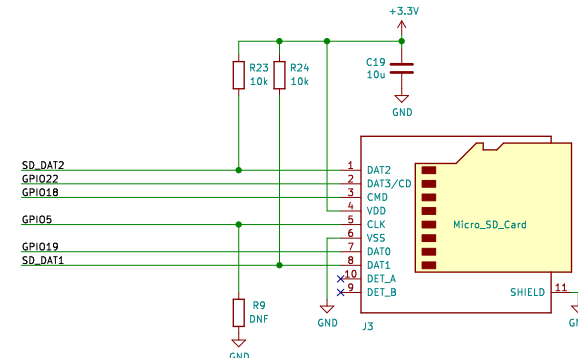 +3.3V
R23
10k
R24
10k
C19
10u
GND
SD_DAT2
GPIO22
GPIO18
GPIO5
GPIO19
SD_DAT1
1
2
3
4
5
6
7
8
10
9
DAT2
DAT3/CD
CMD
VDD
CLK
VSS
DAT0
DAT1
DET_A
DET_B
Micro_SD_Card
SHIELD
11
R9
DNF
GND
GND
J3
GN